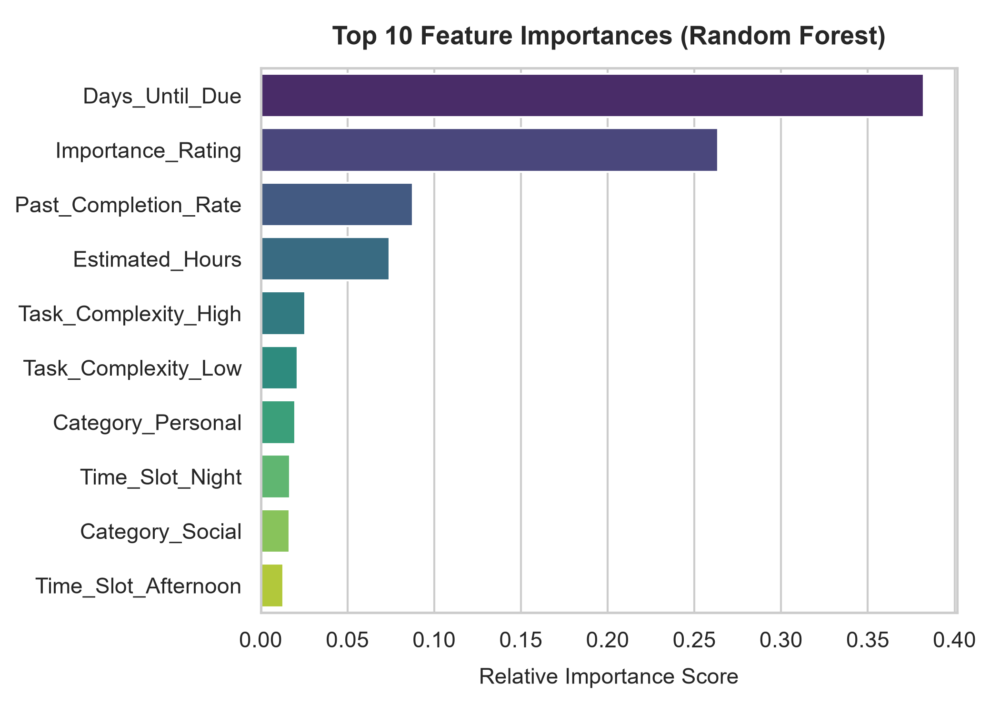 Top 10 Feature Importances (Random Forest)
Days_Until_Due
Importance_Rating
Past_Completion_Rate
Estimated_Hours
Task_Complexity_High
Task_Complexity_Low
Category_Personal
Time_Slot_Night
Category_Social
Time_Slot_Afternoon
0.00 0.05 0.10 0.15 0.20 0.25 0.30 0.35 0.40
Relative Importance Score